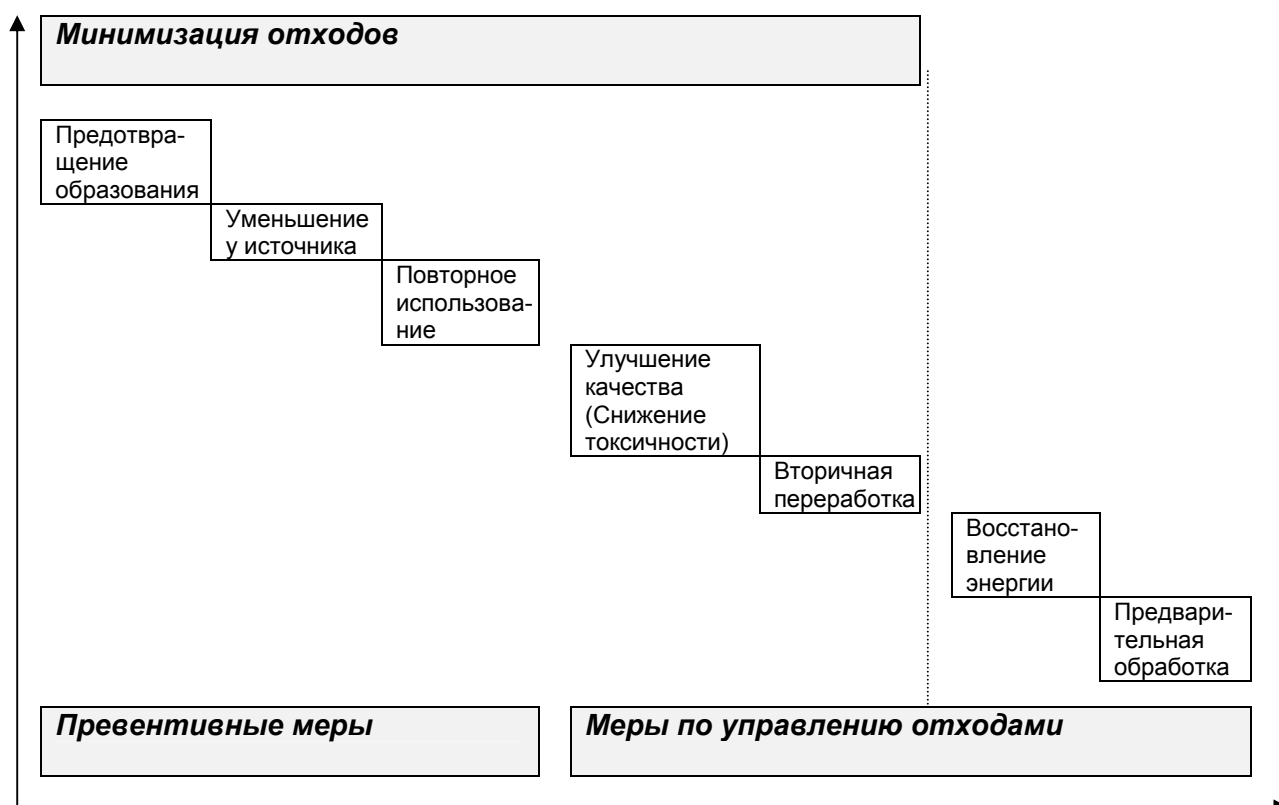 Минимизация отходов
Предотвра-
щение
образования
Уменьшение
у источника
Повторное
использова-
ние
Улучшение
качества
(Снижение
токсичности)
Вторичная
переработка
Восстано-
вление
энергии
Предвари-
тельная
обработка
Превентивные меры
Меры по управлению отходами